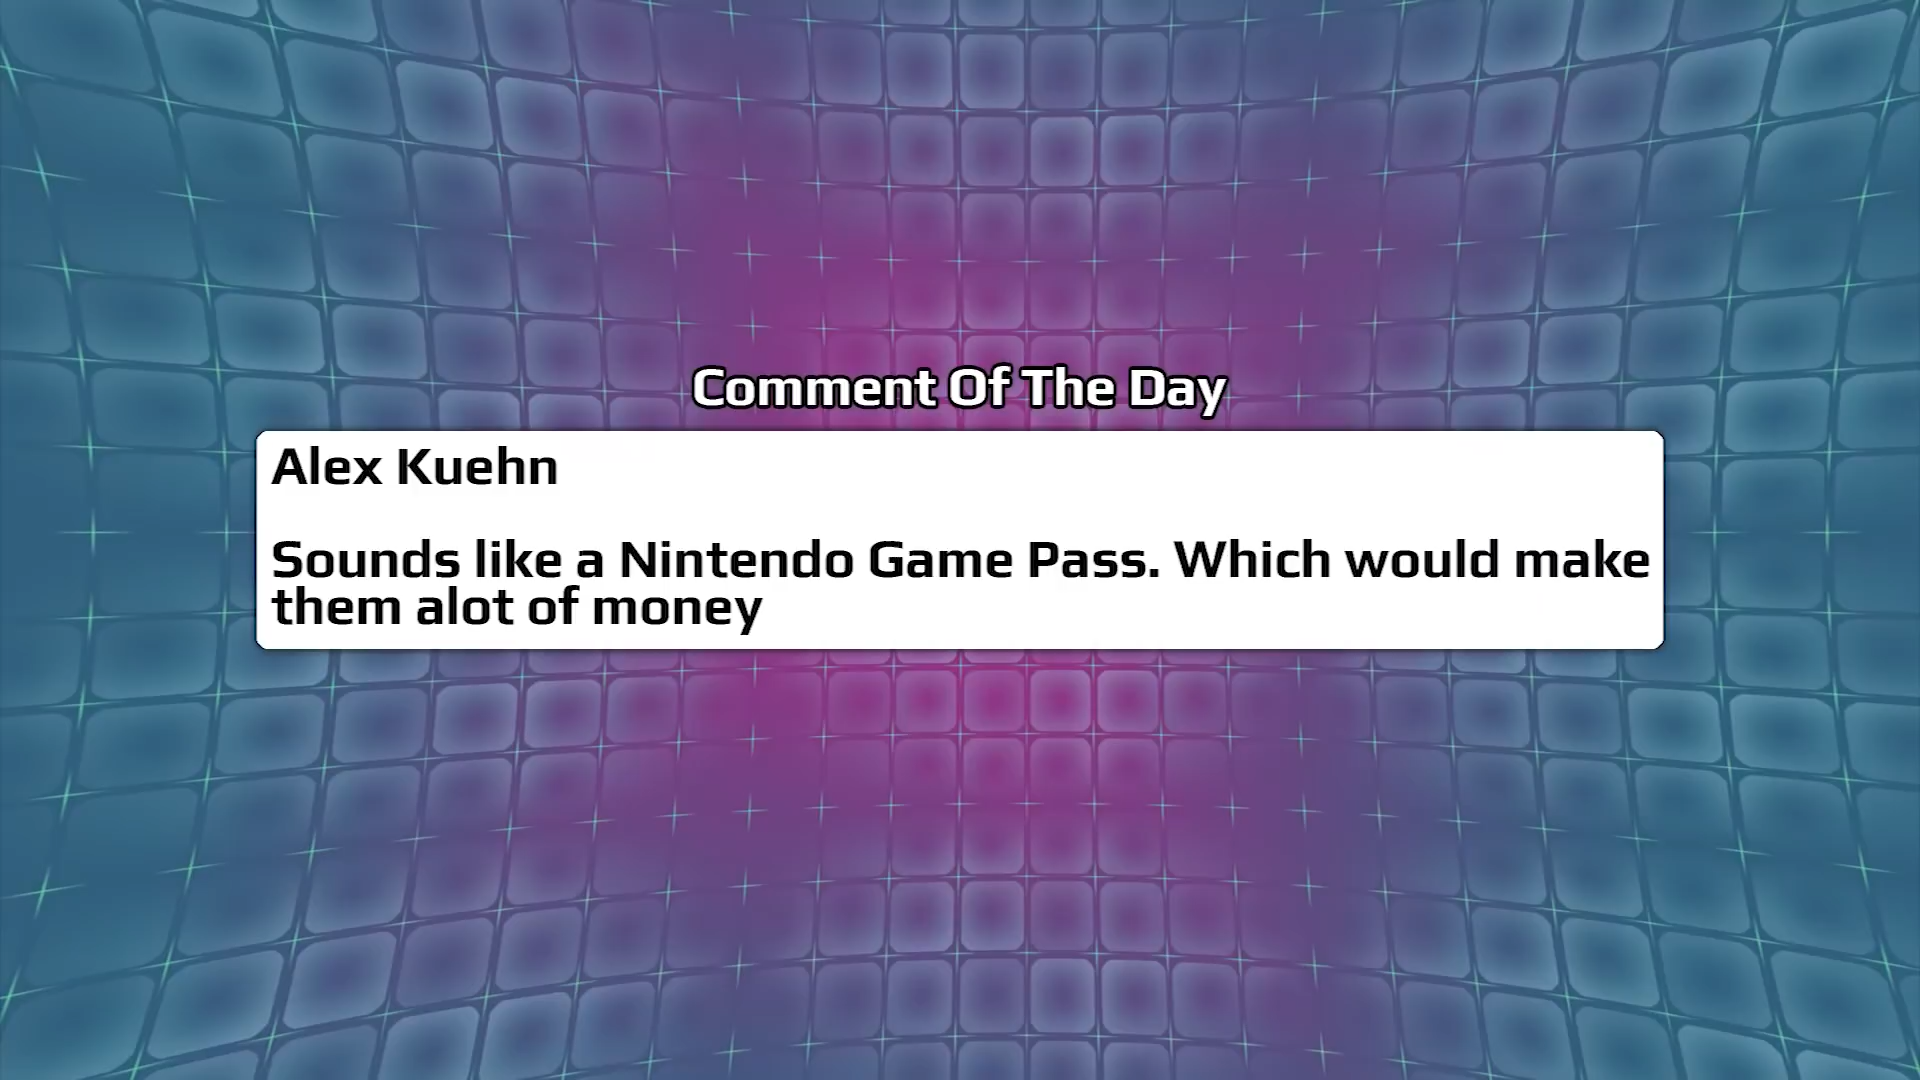 Comment Of The Day
Alex Kuehn
Sounds like a Nintendo Game Pass. Which would make
them alot of money